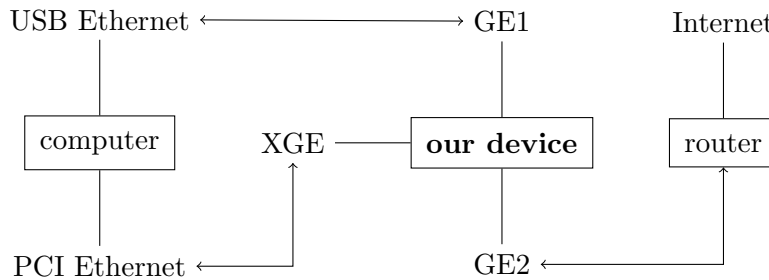 USB Ethernet
GE1
Internet
computer
XGE
our device
router
PCI Ethernet
GE2